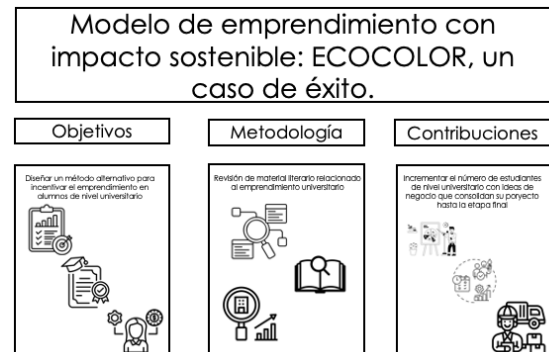 Modelo de emprendimiento con
impacto sostenible: ECOCOLOR, un
caso de éxito.
Objetivos
Metodología
Contribuciones
Diseñar un método alternativo para
incentivar el emprendimiento en
alumnos de nivel universitario
Revisión de material literario relacionado
al emprendimiento universitario
Incrementar el número de estudiantes
de nivel universitario con ideas de
negocio que consolidan su poryecto
hasta la etapa final